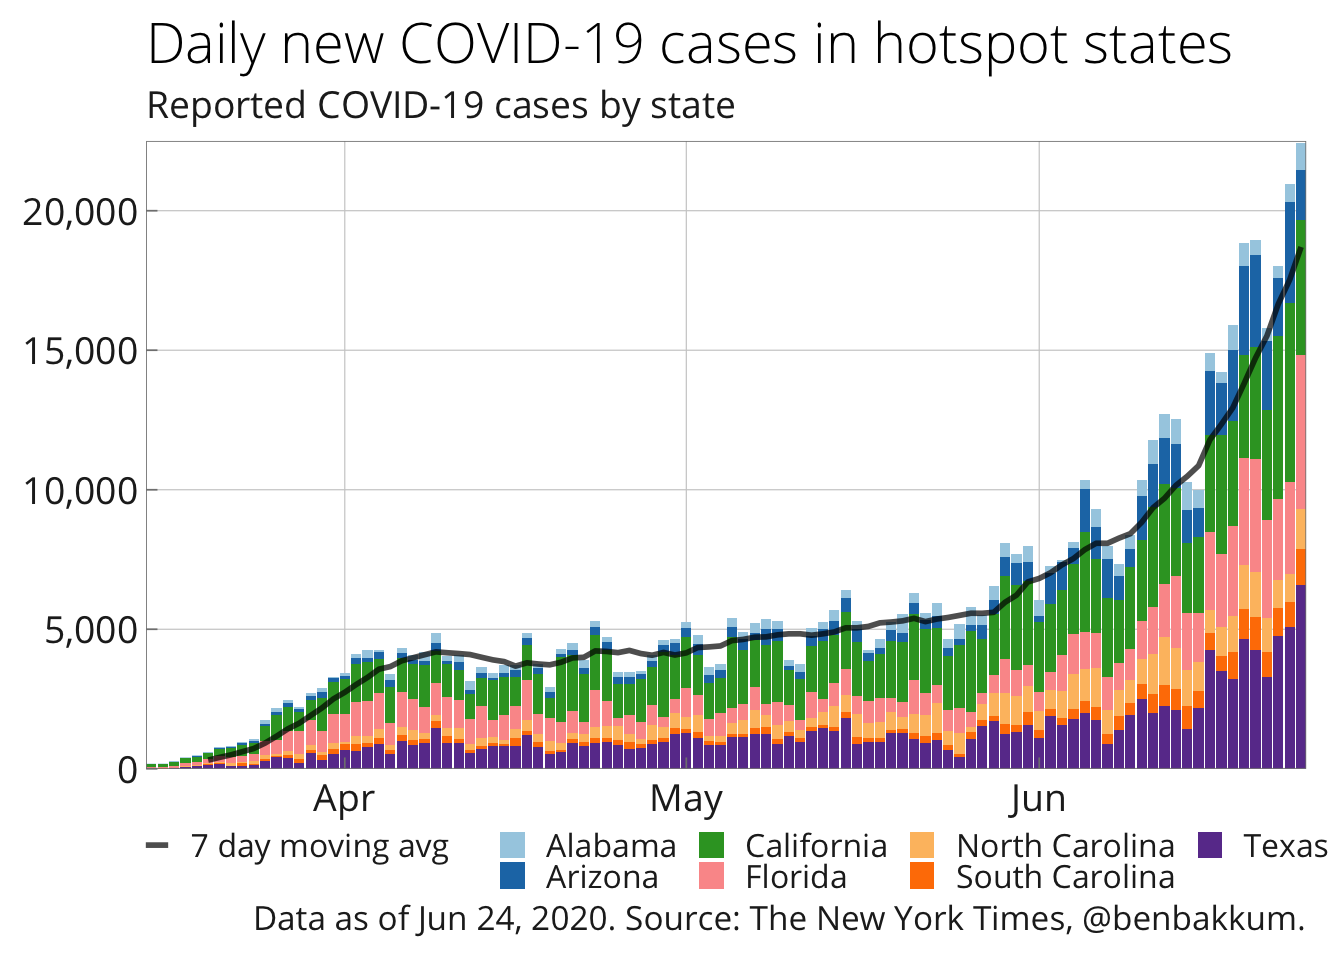 Daily new COVID-19 cases in hotspot states
Reported COVID-19 cases by state
20,000
15,000
10,000
5,000
0
Apr May Jun
7 day moving avg Alabama California North Carolina Texas
Arizona Florida South Carolina
Data as of Jun 24, 2020. Source: The New York Times, @benbakkum.